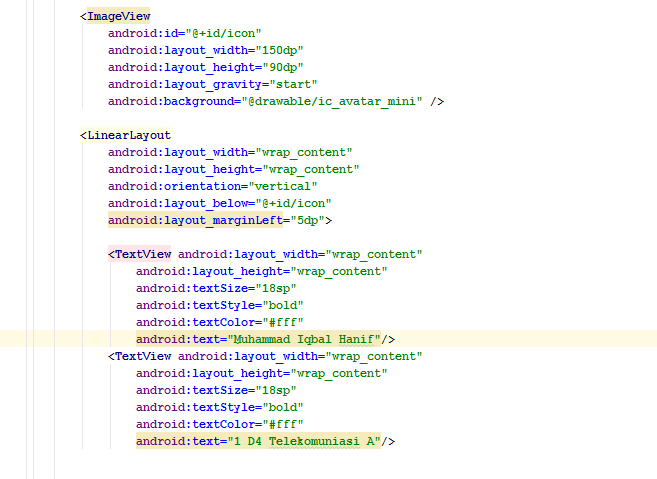 <ImageView
android:id="@+id/icon"
android:layout_width="150dp"
android:layout_height="90dp"
android:layout_gravity="start"
android:background="@drawable/ic_avatar_mini" />
<LinearLayout
android:layout_width="wrap_content"
android:layout_height="wrap_content"
android:orientation="vertical"
android:layout_below="@+id/icon"
android:layout_marginLeft="5dp">
<TextView android:layout_width="wrap_content"
android:layout_height="wrap_content"
android:textSize="18sp"
android:textStyle="bold"
android:textColor="#fff"
android:text="Muhammad Iqbal Hanif"/>
<TextView android:layout_width="wrap_content"
android:layout_height="wrap_content"
android:textSize="18sp"
android:textStyle="bold"
android:textColor="#fff"
android:text="1 D4 Telekomuniasi A"/>